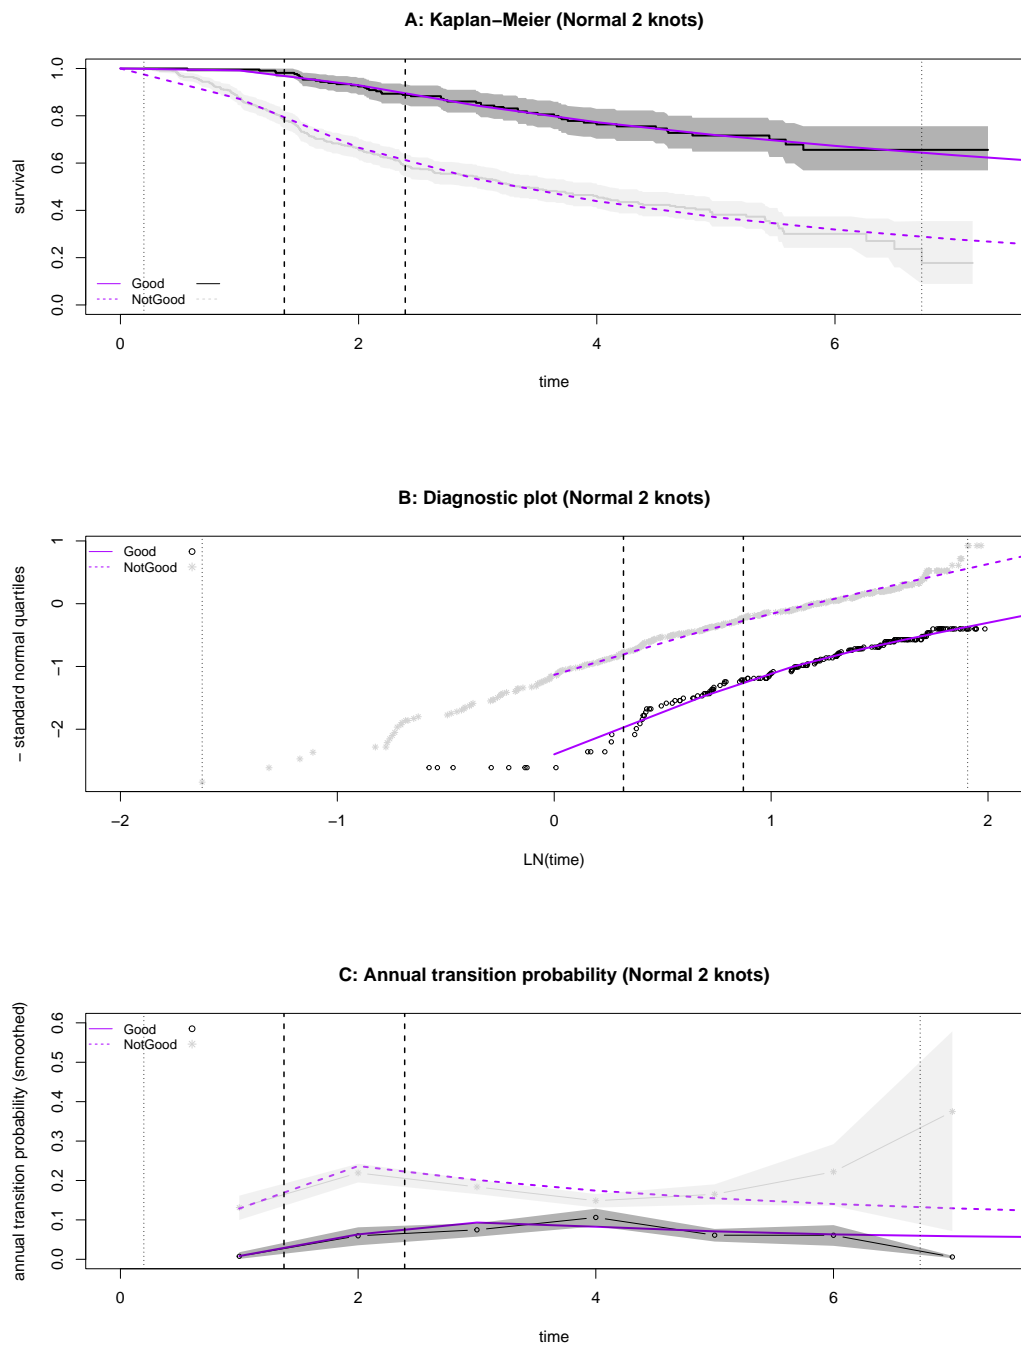 A: Kaplan−Meier (Normal 2 knots)
survival
1.0
0.8
0.6
0.4
0.2
0.0
Good
NotGood
0 2 4 6
time
B: Diagnostic plot (Normal 2 knots)
− standard normal quartiles
1
0
−1
−2
Good
NotGood
−2 −1 0 1 2
LN(time)
C: Annual transition probability (Normal 2 knots)
annual transition probability (smoothed)
0.6
0.5
0.4
0.3
0.2
0.1
0.0
Good
NotGood
0 2 4 6
time